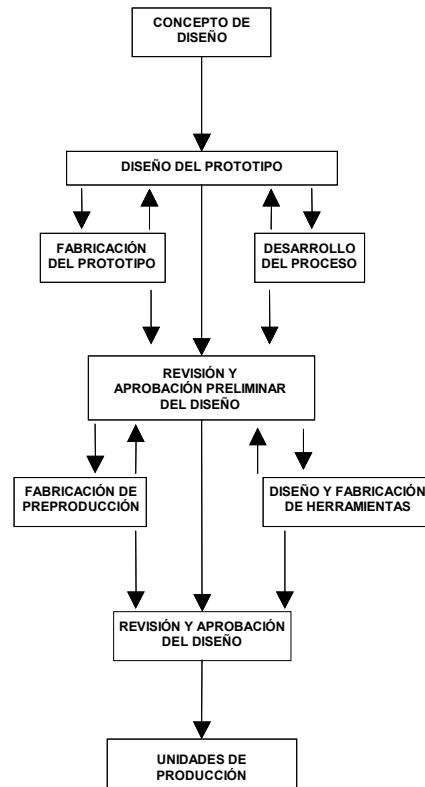 CONCEPTO DE
DISEÑO
DISEÑO DEL PROTOTIPO
FABRICACIÓN
DEL PROTOTIPO
DESARROLLO
DEL PROCESO
REVISIÓN Y
APROBACIÓN PRELIMINAR
DEL DISEÑO
FABRICACIÓN DE
PREPRODUCCIÓN
DISEÑO Y FABRICACIÓN
DE HERRAMIENTAS
REVISIÓN Y APROBACIÓN
DEL DISEÑO
UNIDADES DE
PRODUCCIÓN